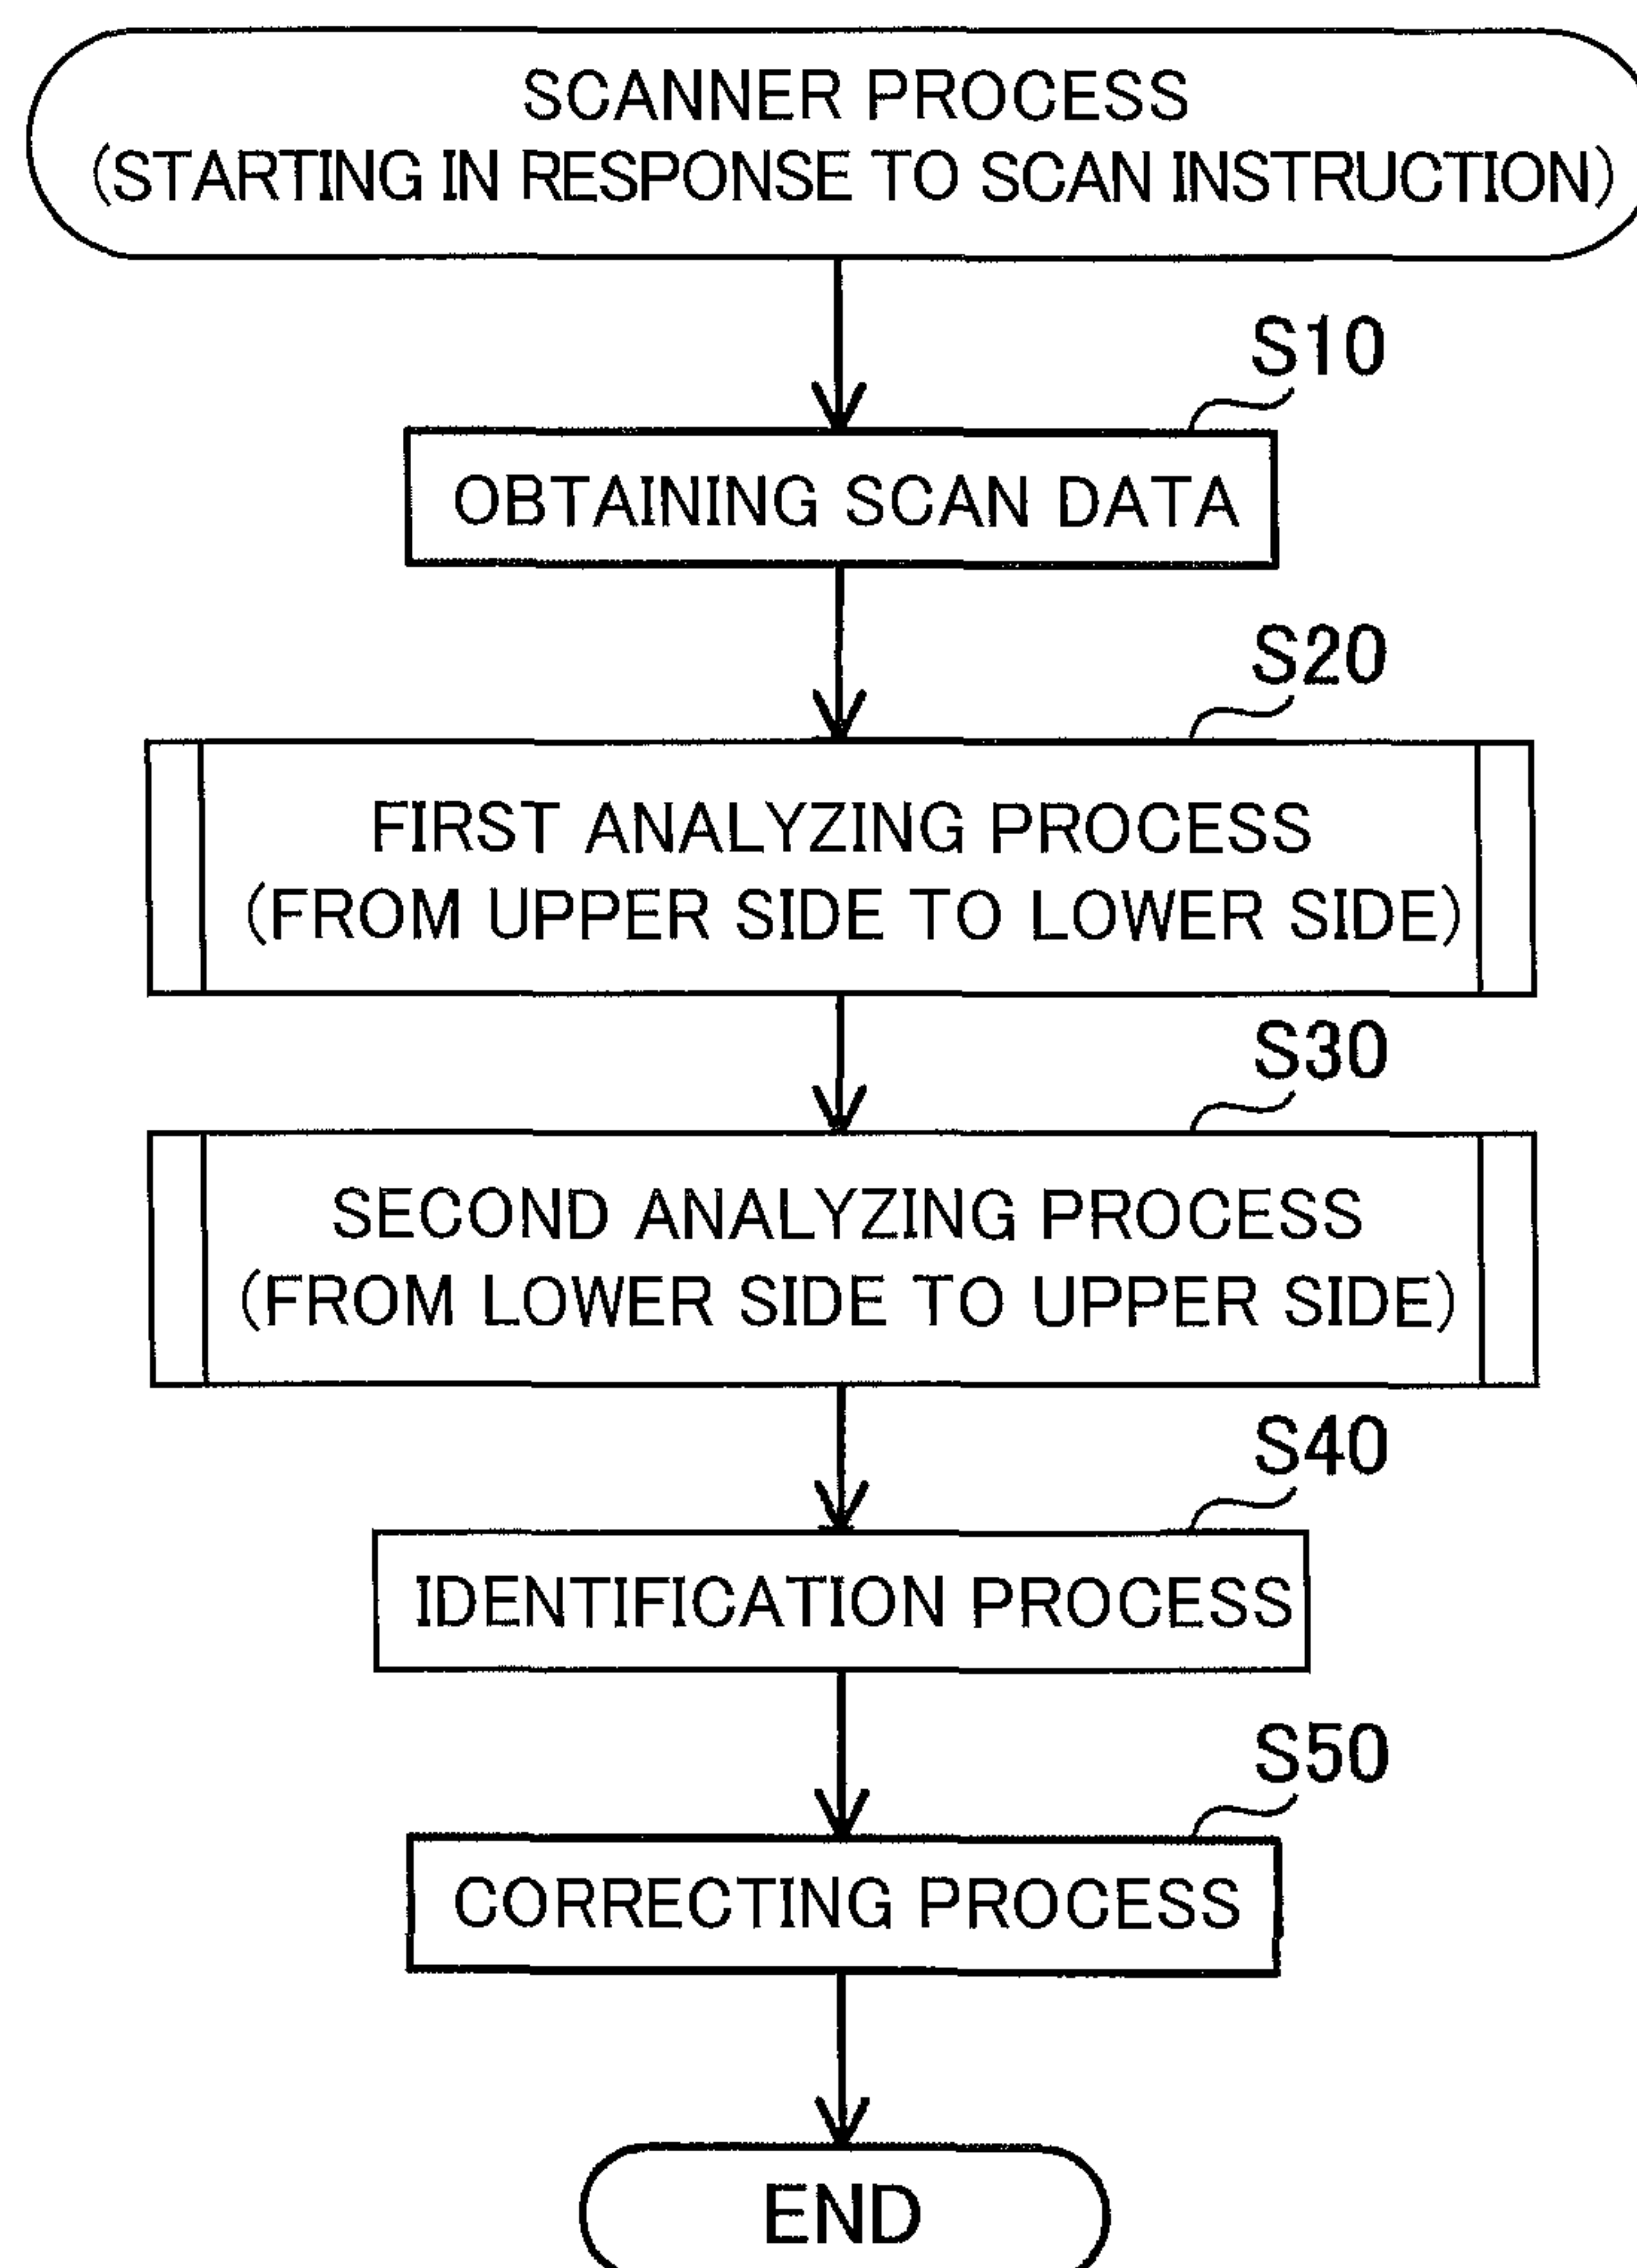 SCANNER PROCESS
(STARTING IN RESPONSE TO SCAN INSTRUCTION)
S10
OBTAINING SCAN DATA
S20
FIRST ANALYZING PROCESS
(FROM UPPER SIDE TO LOWER SIDE)
S30
SECOND ANALYZING PROCESS
(FROM LOWER SIDE TO UPPER SIDE)
S40
IDENTIFICATION PROCESS
S50
CORRECTING PROCESS
END